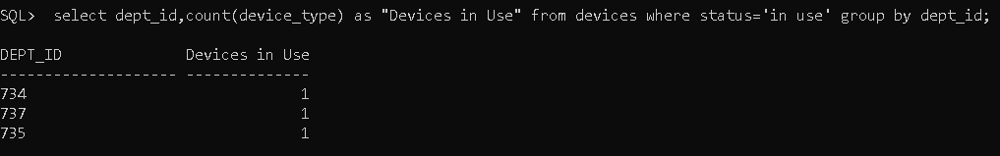 SQL>  select dept_id,count(device_type) as "Devices in Use" from devices where status='in use' group by dept_id;
DEPT_ID              Devices in Use
-------------------- --------------
734                               1
737                               1
735                               1